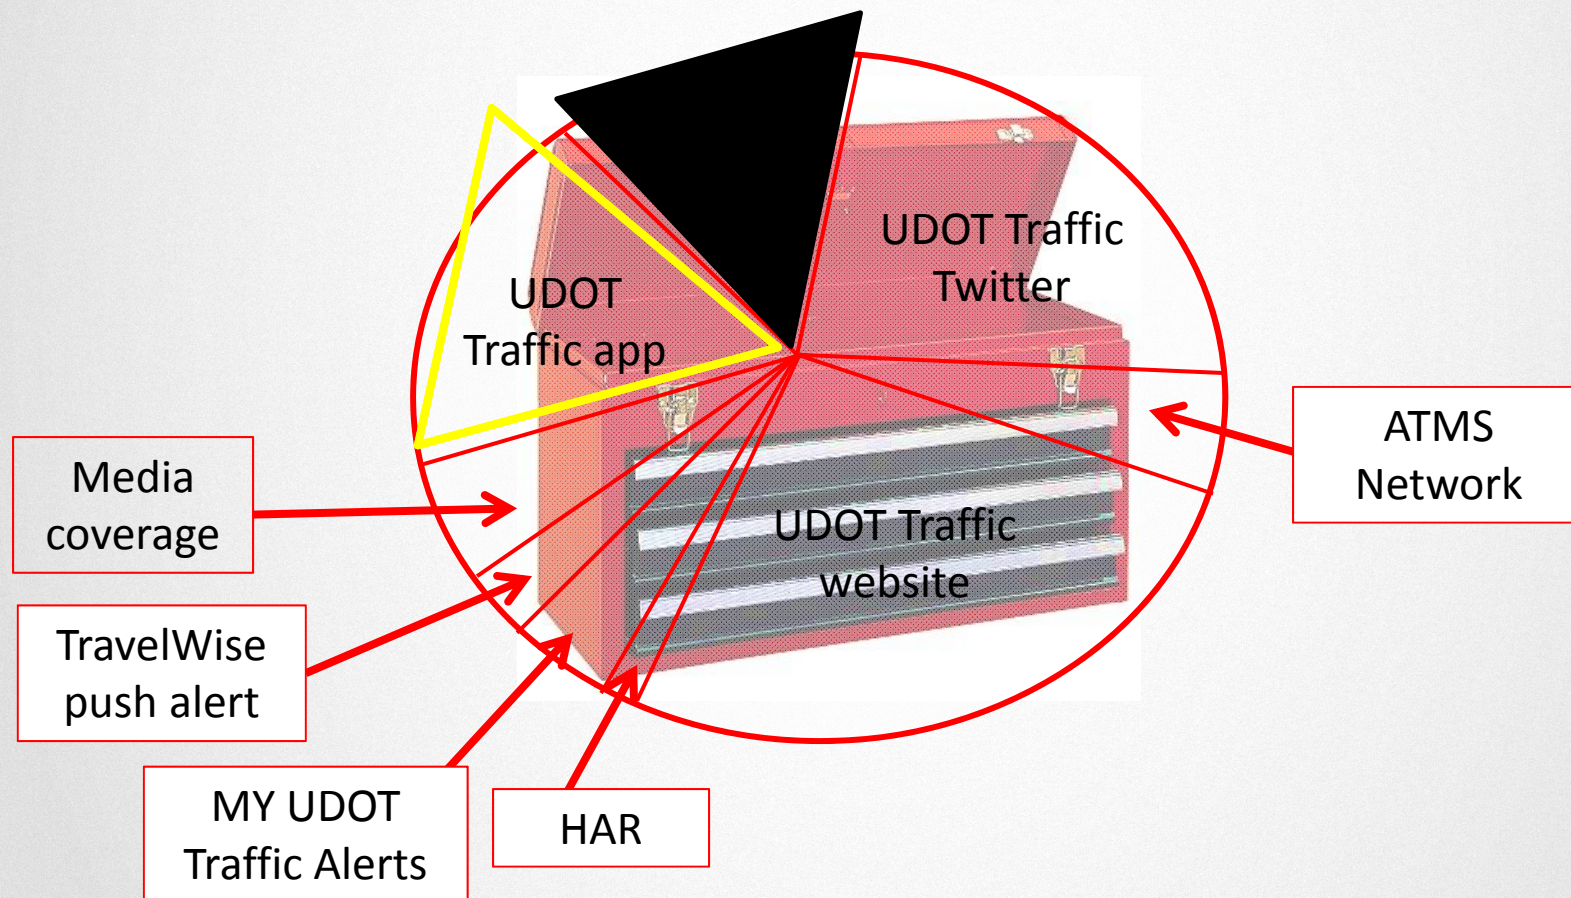 UDOT Traffic
Twitter
UDOT
Traffic app
ATMS
Network
Media
coverage
UDOT Traffic
website
TravelWise
push alert
MY UDOT
Traffic Alerts
HAR